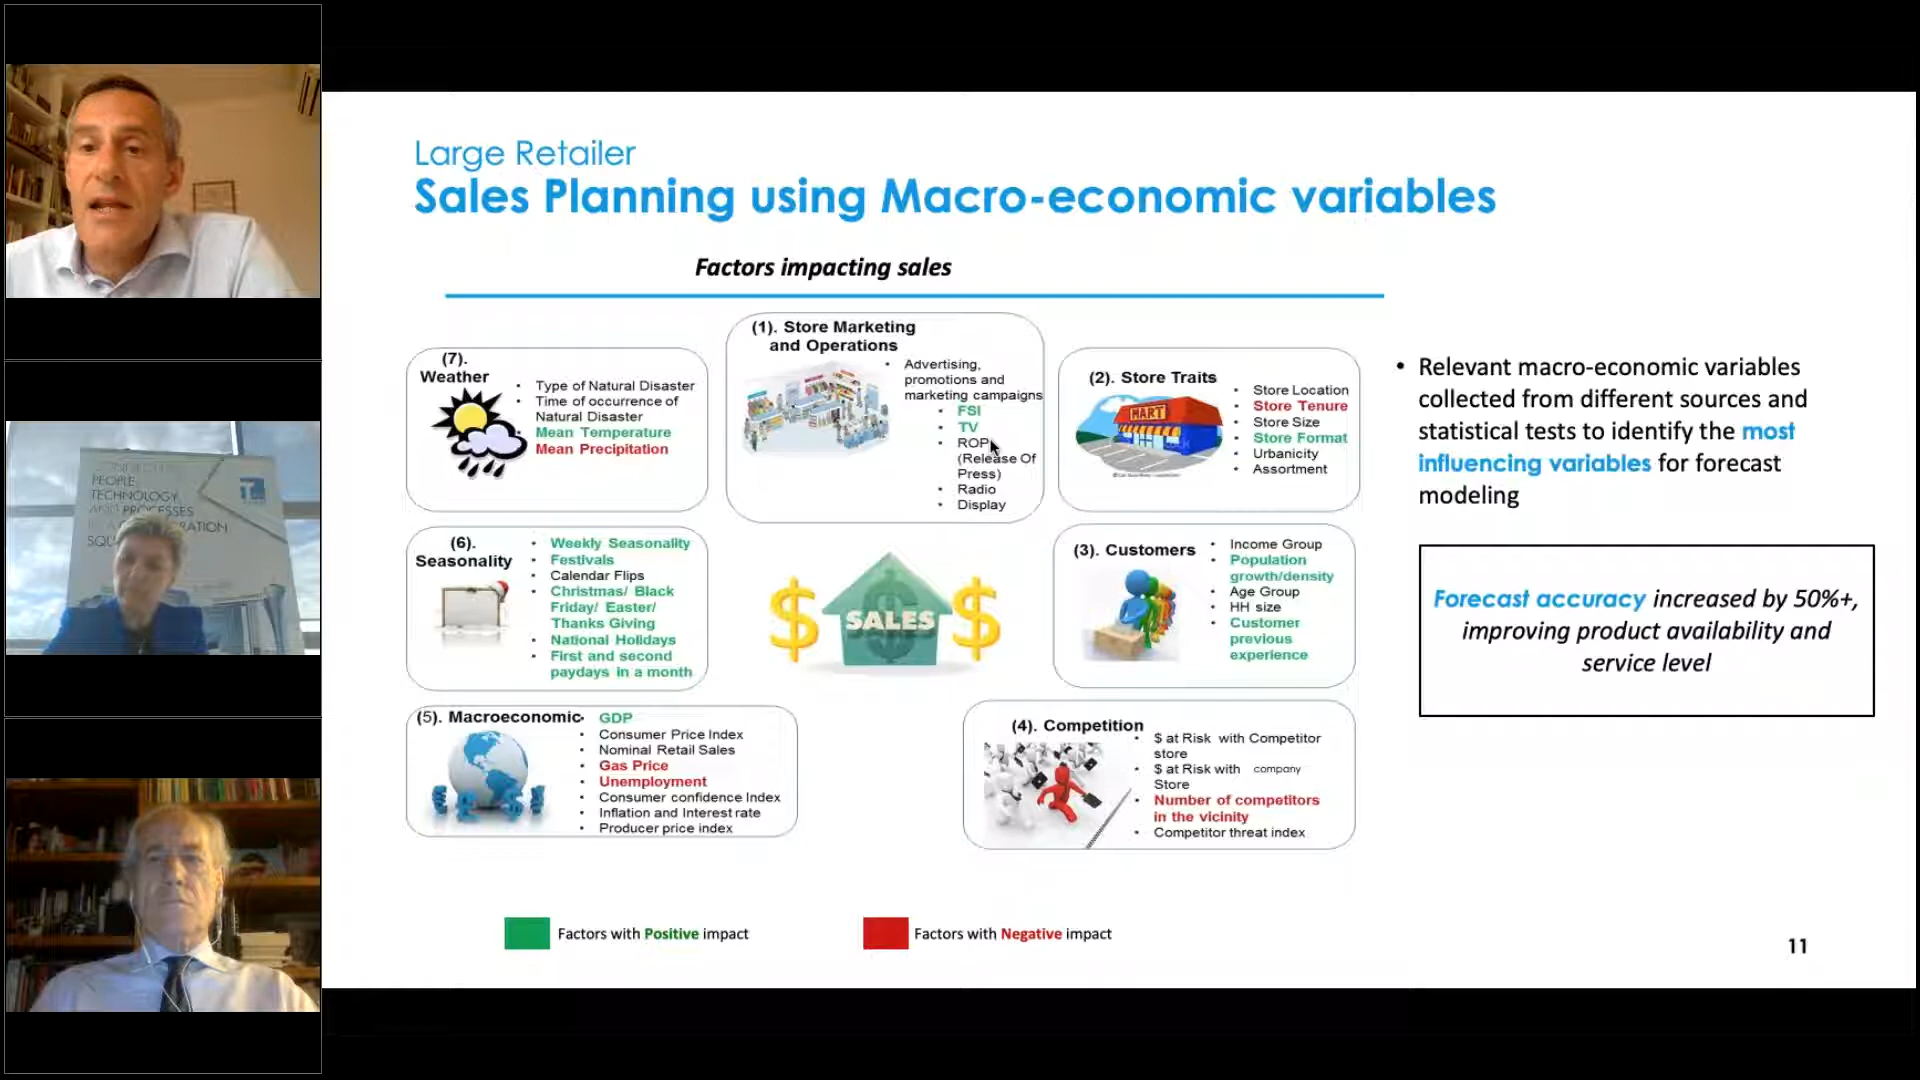 Large Retailer
Sales Planning using Macro-economic variables
Factors impacting sales
(7).
Weather
• Type of Natural Disaster
• Time of occurrence of
Natural Disaster
• Mean Temperature
• Mean Precipitation
(1). Store Marketing
and Operations
• Advertising,
promotions and
marketing campaigns
• FSI
• TV
• ROP
(Release Of
Press)
• Radio
• Display
(2). Store Traits
MART
• Store Location
• Store Tenure
• Store Size
• Store Format
• Urbanicity
• Assortment
(6).
Seasonality
• Weekly Seasonality
• Festivals
• Calendar Flips
• Christmas/ Black
Friday/ Easter/
Thanks Giving
• National Holidays
• First and second
paydays in a month
$ SALES $
(3). Customers
• Income Group
• Population
growth/density
• Age Group
• HH size
• Customer
previous
experience
(5). Macroeconomic
• GDP
• Consumer Price Index
• Nominal Retail Sales
• Gas Price
• Unemployment
• Consumer confidence Index
• Inflation and Interest rate
• Producer price index
(4). Competition
• $ at Risk with Competitor
store
• $ at Risk with company
Store
• Number of competitors
in the vicinity
• Competitor threat index
• Relevant macro-economic variables
collected from different sources and
statistical tests to identify the most
influencing variables for forecast
modeling
Forecast accuracy increased by 50%+,
improving product availability and
service level
Factors with Positive impact
Factors with Negative impact
11
PEOPLE,
TECHNOLOGY
AND PROCESSES